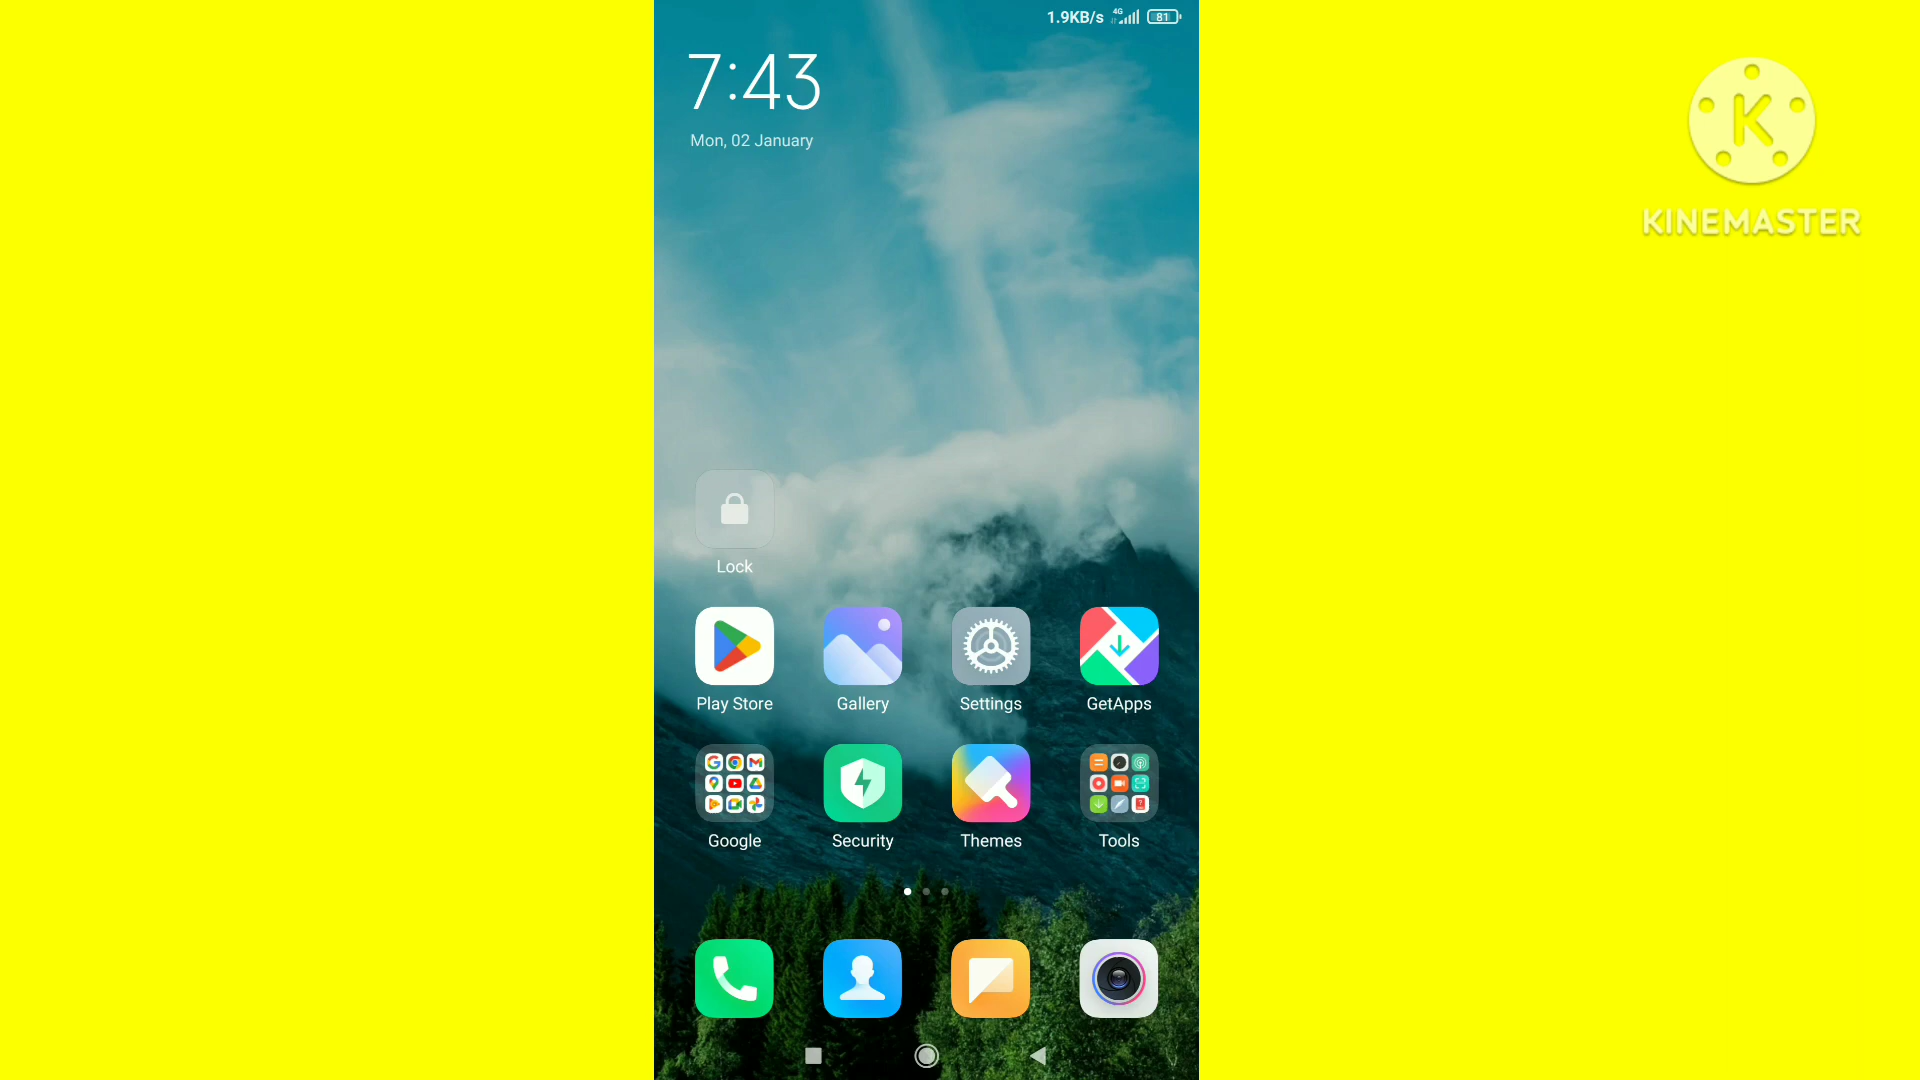 1.9KB/s 4G 81
7:43
Mon, 02 January
K
KINEMASTER
Lock
Play Store Gallery Settings GetApps
Google Security Themes Tools